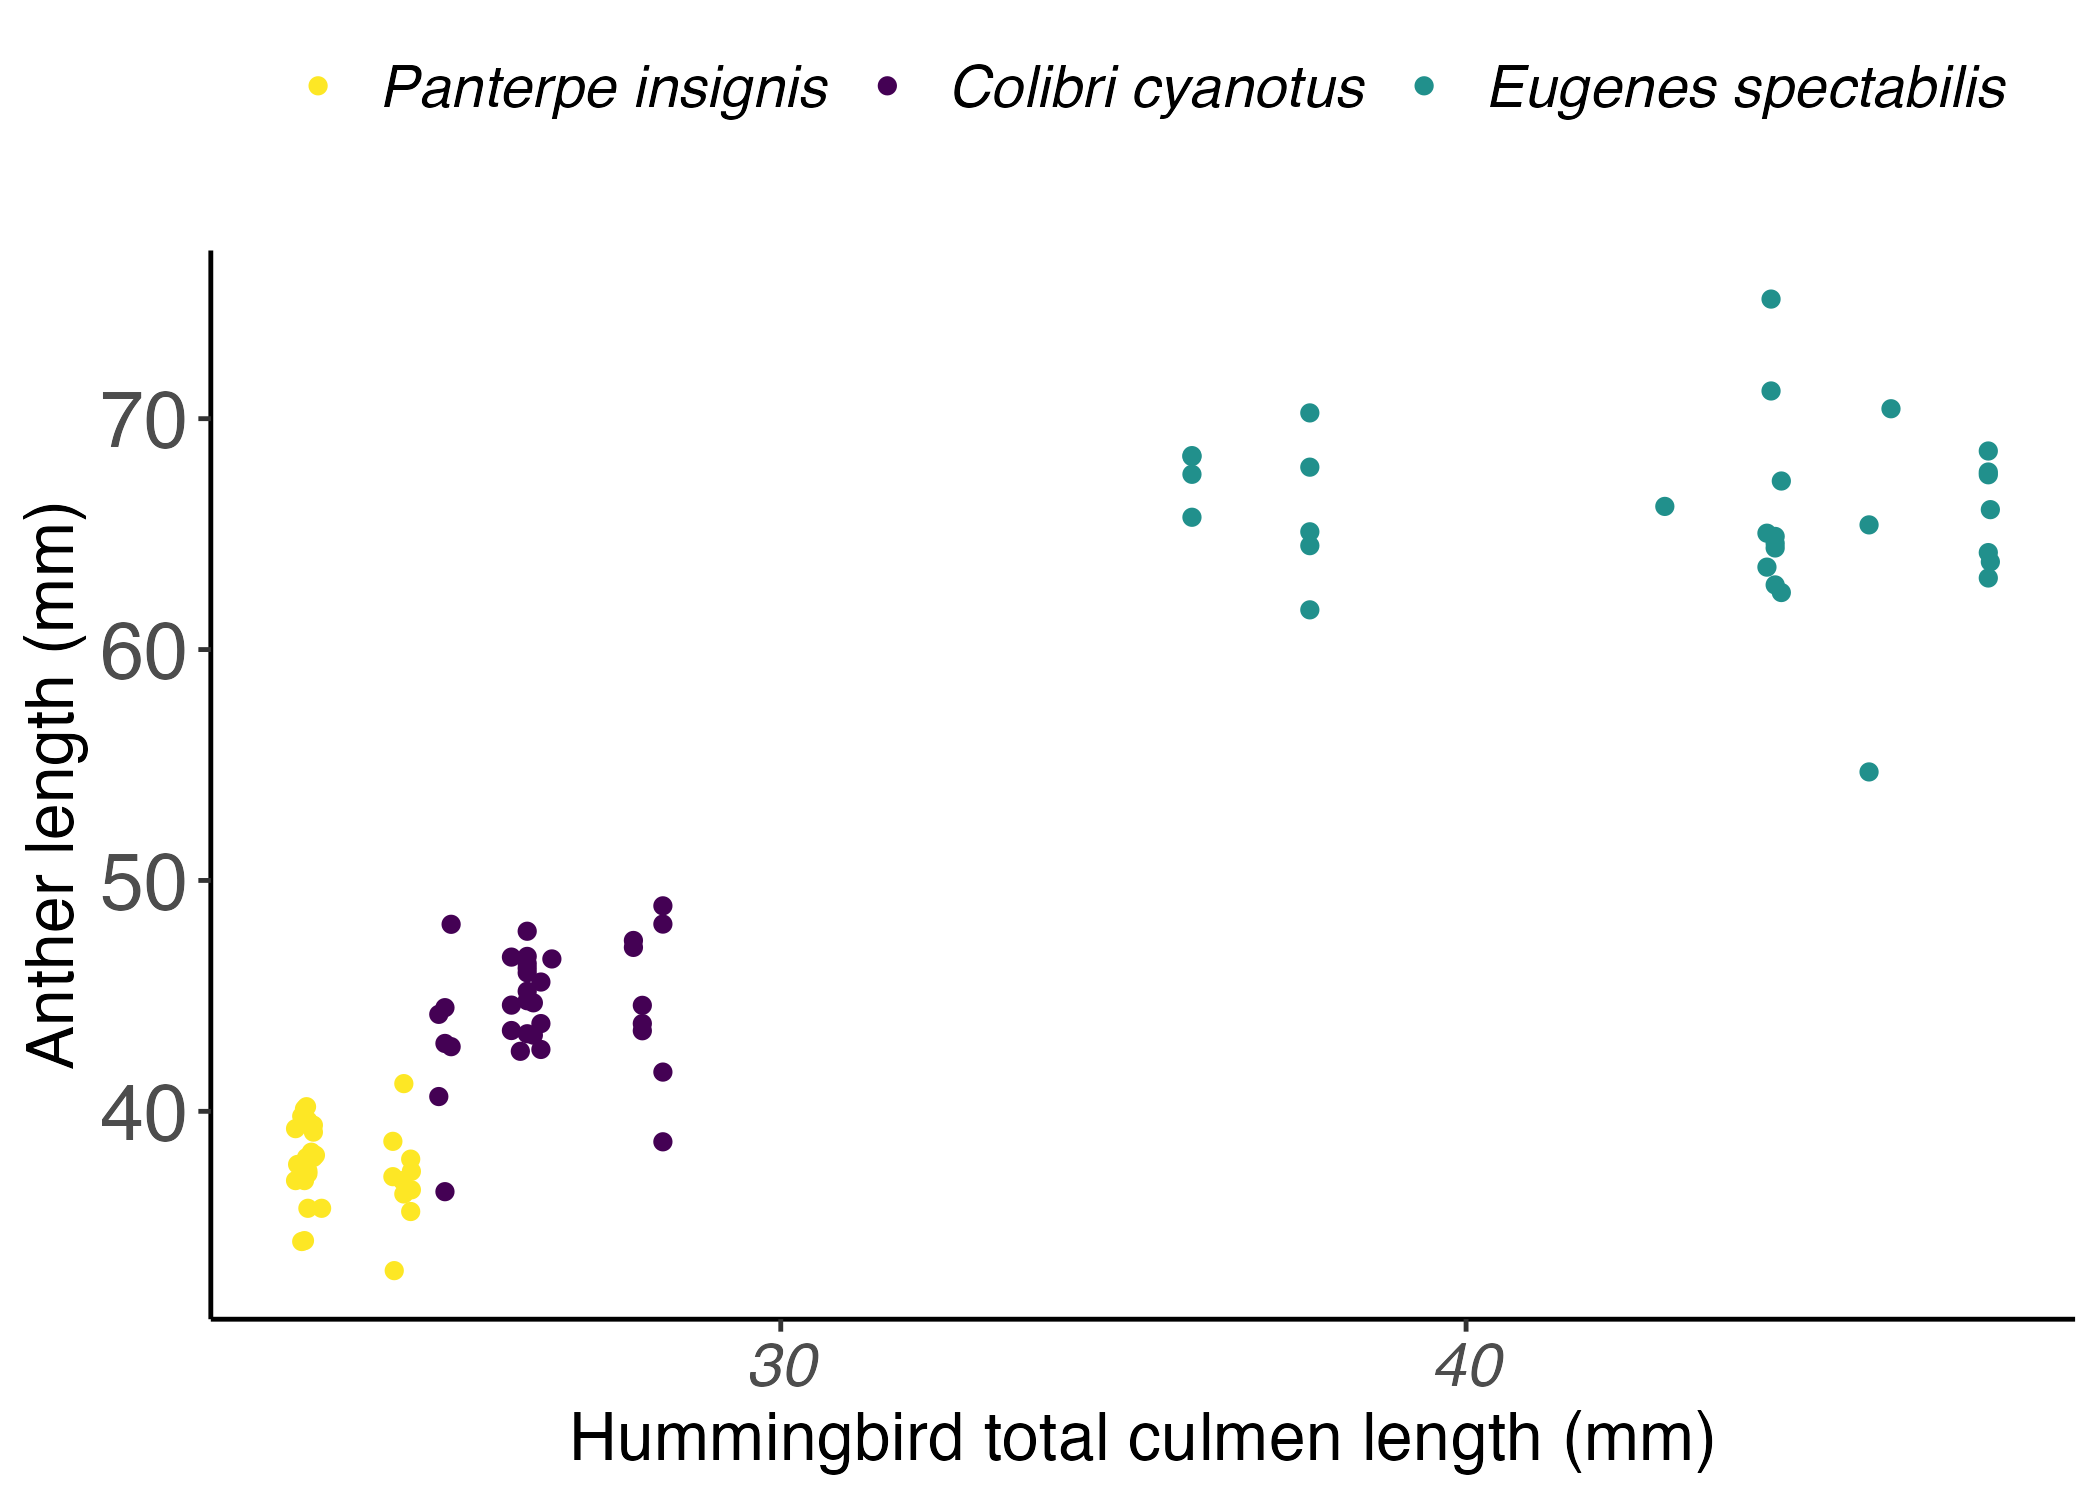 Panterpe insignis Colibri cyanotus Eugenes spectabilis
70
60
50
40
Anther length (mm)
30 40
Hummingbird total culmen length (mm)